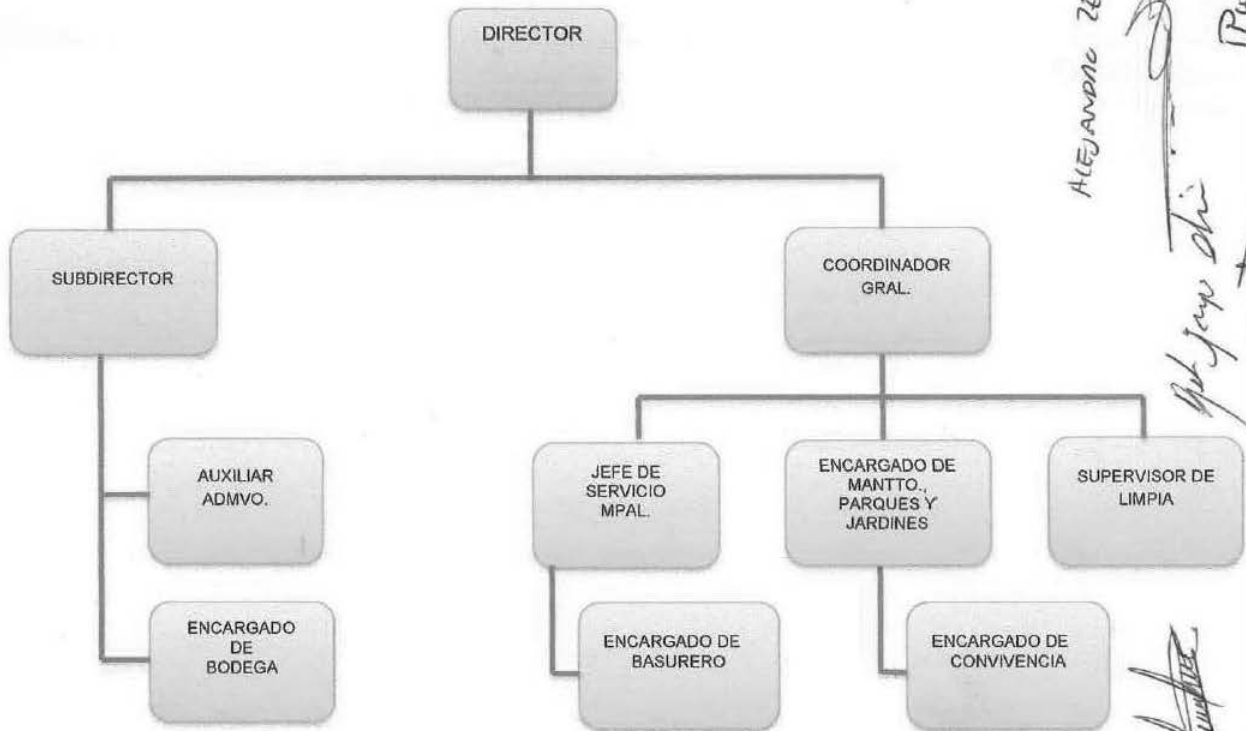 DIRECTOR
SUBDIRECTOR
COORDINADOR
GRAL.
AUXILIAR
ADMVO.
JEFE DE
SERVICIO
MPAL.
ENCARGADO DE
MANTTO.,
PARQUES Y
JARDINES
SUPERVISOR DE
LIMPIA
ENCARGADO
DE
BODEGA
ENCARGADO DE
BASURERO
ENCARGADO DE
CONVIVENCIA
ALEJANDRO